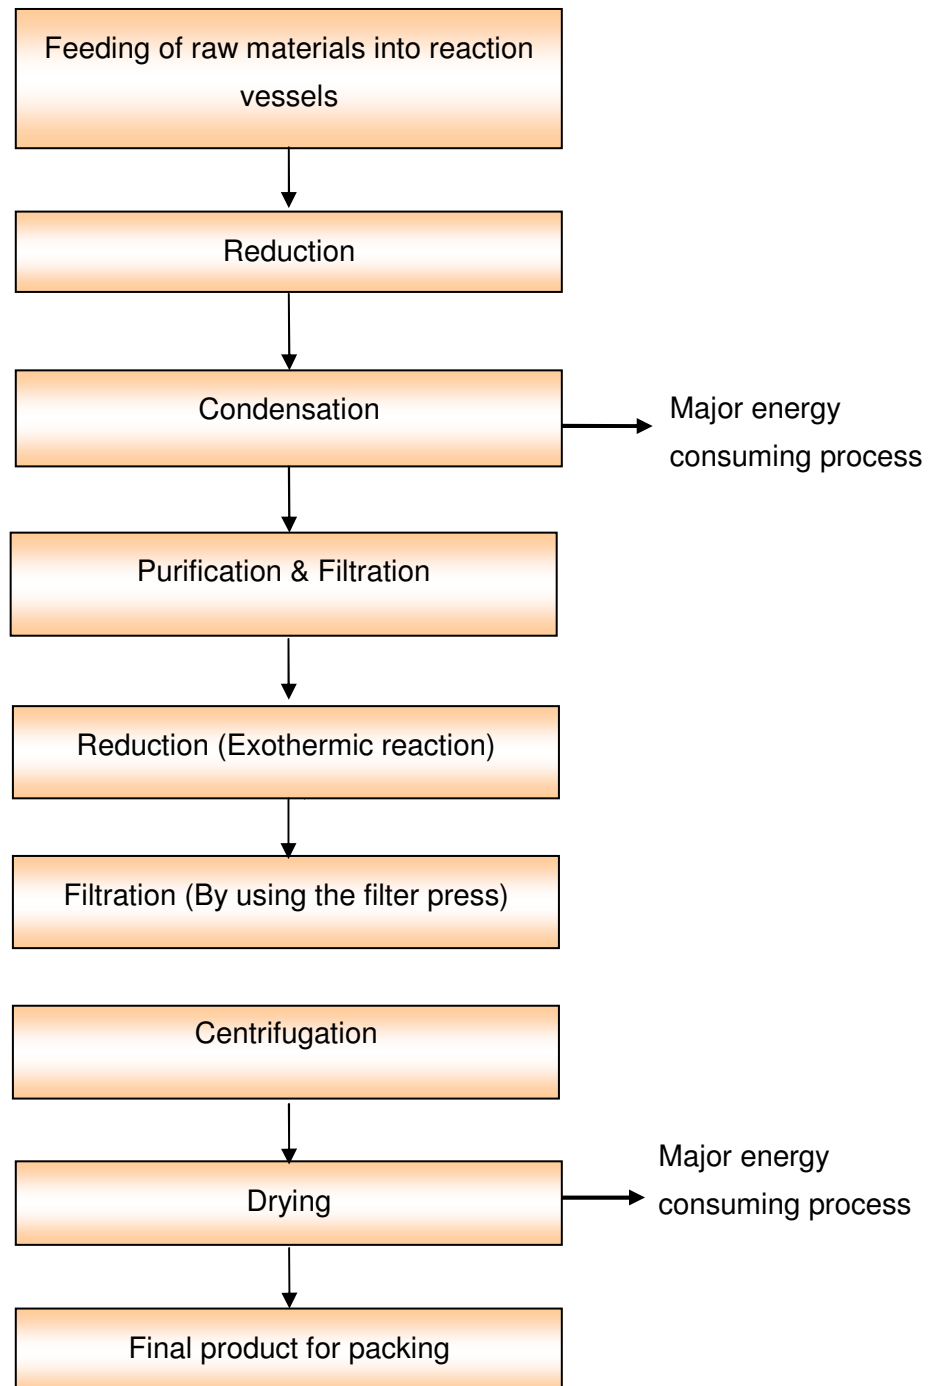 Feeding of raw materials into reaction
vessels
Reduction
Condensation
Major energy
consuming process
Purification & Filtration
Reduction (Exothermic reaction)
Filtration (By using the filter press)
Centrifugation
Drying
Major energy
consuming process
Final product for packing